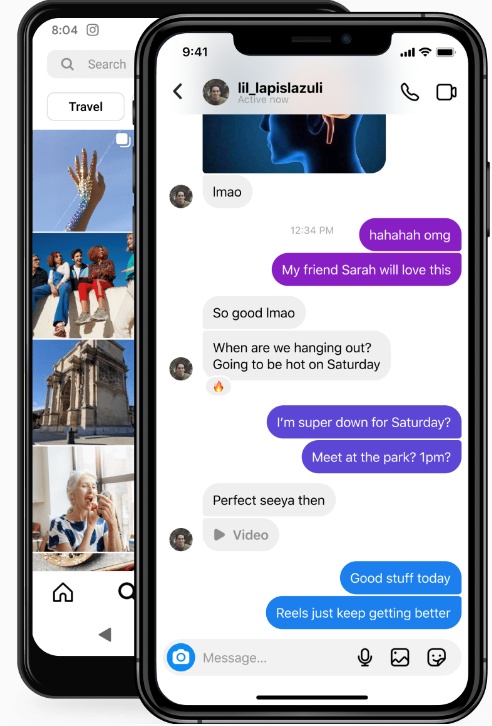 8:04
Search
Travel
9:41
lil_lapislazuli
Active now
lmao
12:34 PM
hahahah omg
My friend Sarah will love this
So good lmao
When are we hanging out?
Going to be hot on Saturday
I'm super down for Saturday?
Meet at the park? 1pm?
Perfect seeya then
Video
Good stuff today
Reels just keep getting better
Message...